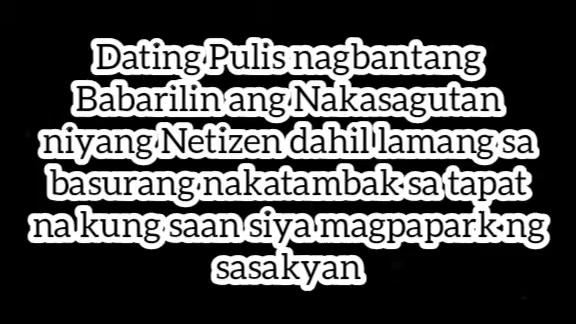 Dating Pulis nagbantang
Babarilin ang Nakasagutan
niyang Netizen dahil lamang sa
basurang nakatambak sa tapat
na kung saan siya magpapark ng
sasakyan